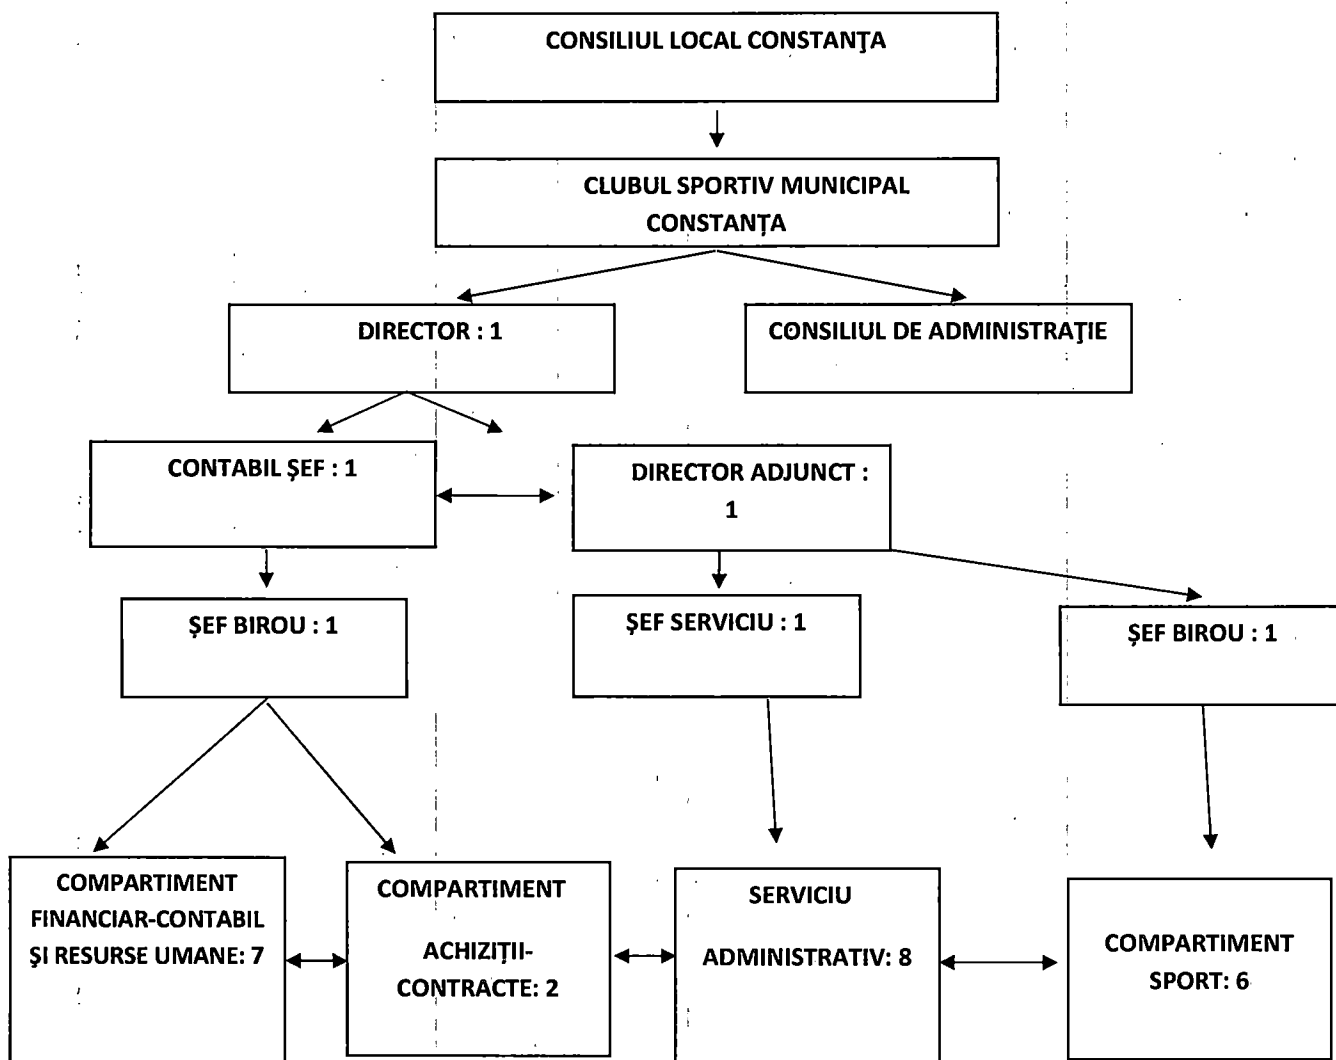 CONSILIUL LOCAL CONSTANŢA
CLUBUL SPORTIV MUNICIPAL
CONSTANȚA
DIRECTOR : 1
CONSILIUL DE ADMINISTRAŢIE
CONTABIL ŞEF : 1
DIRECTOR ADJUNCT :
1
ŞEF BIROU : 1
ŞEF SERVICIU : 1
ŞEF BIROU : 1
COMPARTIMENT
FINANCIAR-CONTABIL
ŞI RESURSE UMANE: 7
COMPARTIMENT
ACHIZIȚII-
CONTRACTE: 2
SERVICIU
ADMINISTRATIV: 8
COMPARTIMENT
SPORT: 6